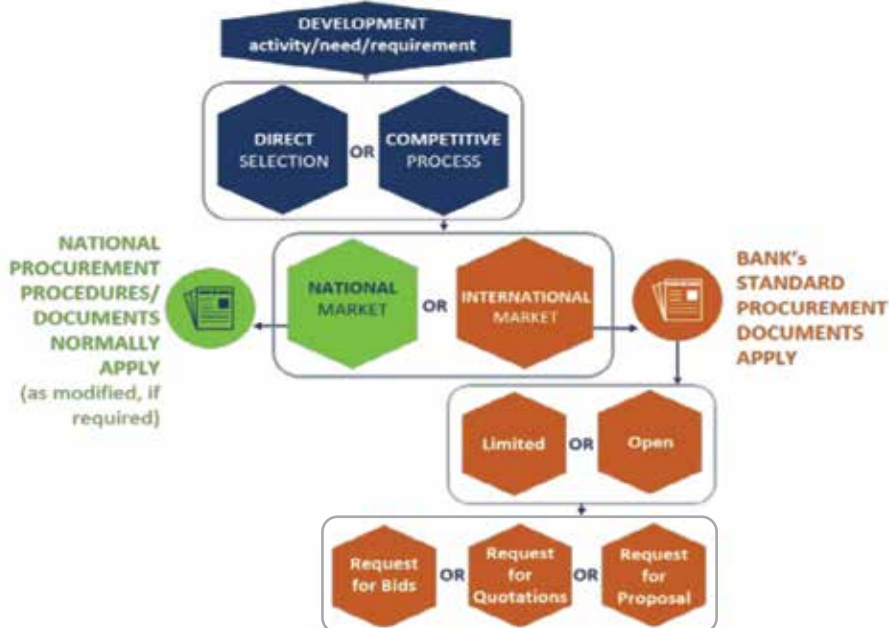 DEVELOPMENT
activity/need/requirement
DIRECT
SELECTION
OR
COMPETITIVE
PROCESS
NATIONAL
PROCUREMENT
PROCEDURES/
DOCUMENTS
NORMALLY
APPLY
(as modified, if
required)
NATIONAL
MARKET
OR
INTERNATIONAL
MARKET
BANK's
STANDARD
PROCUREMENT
DOCUMENTS
APPLY
Limited
OR
Open
Request
for Bids
OR
Request
for
Quotations
OR
Request
for
Proposal